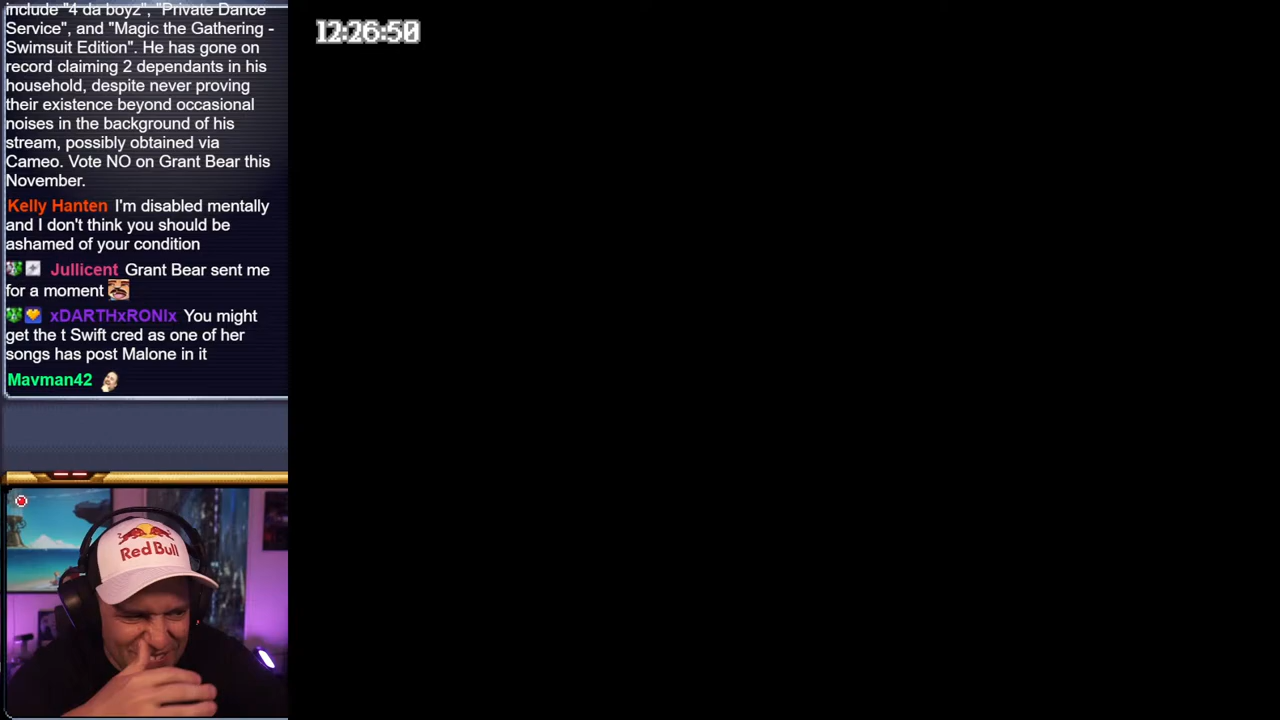 include "4 da boyz", "Private Dance
Service", and "Magic the Gathering -
Swimsuit Edition". He has gone on
record claiming 2 dependants in his
household, despite never proving
their existence beyond occasional
noises in the background of his
stream, possibly obtained via
Cameo. Vote NO on Grant Bear this
November.
Kelly Hanten I'm disabled mentally
and I don't think you should be
ashamed of your condition
Jullicent Grant Bear sent me
for a moment
xDARTHxRONIx You might
get the t Swift cred as one of her
songs has post Malone in it
Mavman42
12:26:50
Red Bull